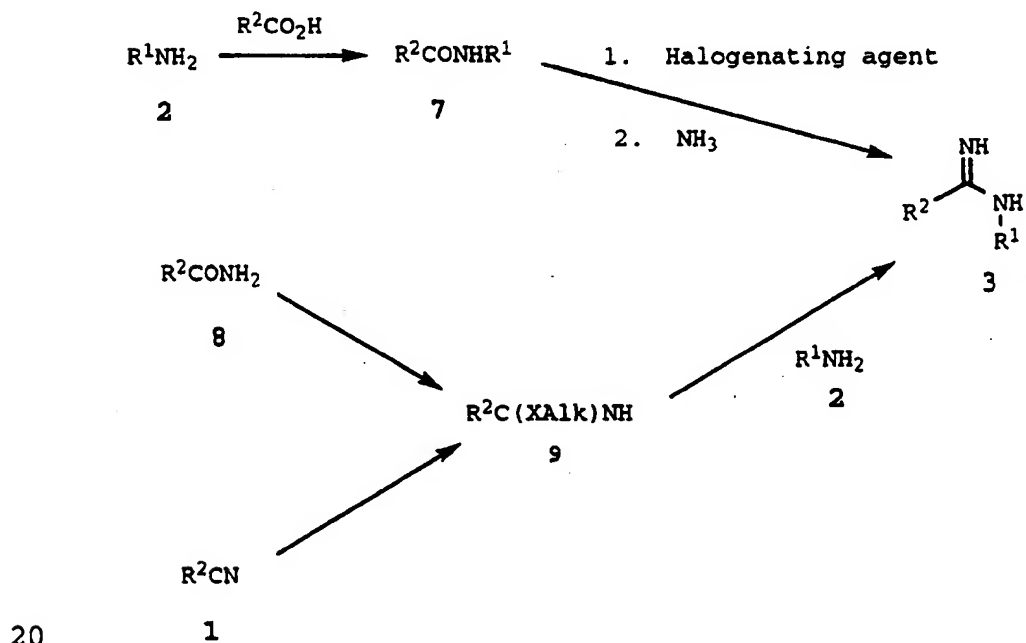 R²CO₂H
R¹NH₂
R²CONHR¹
1. Halogenating agent
2
7
2. NH₃
NH
R²
NH
R¹
3
R²CONH₂
8
R¹NH₂
2
R²C(XAlk)NH
9
R²CN
1
20